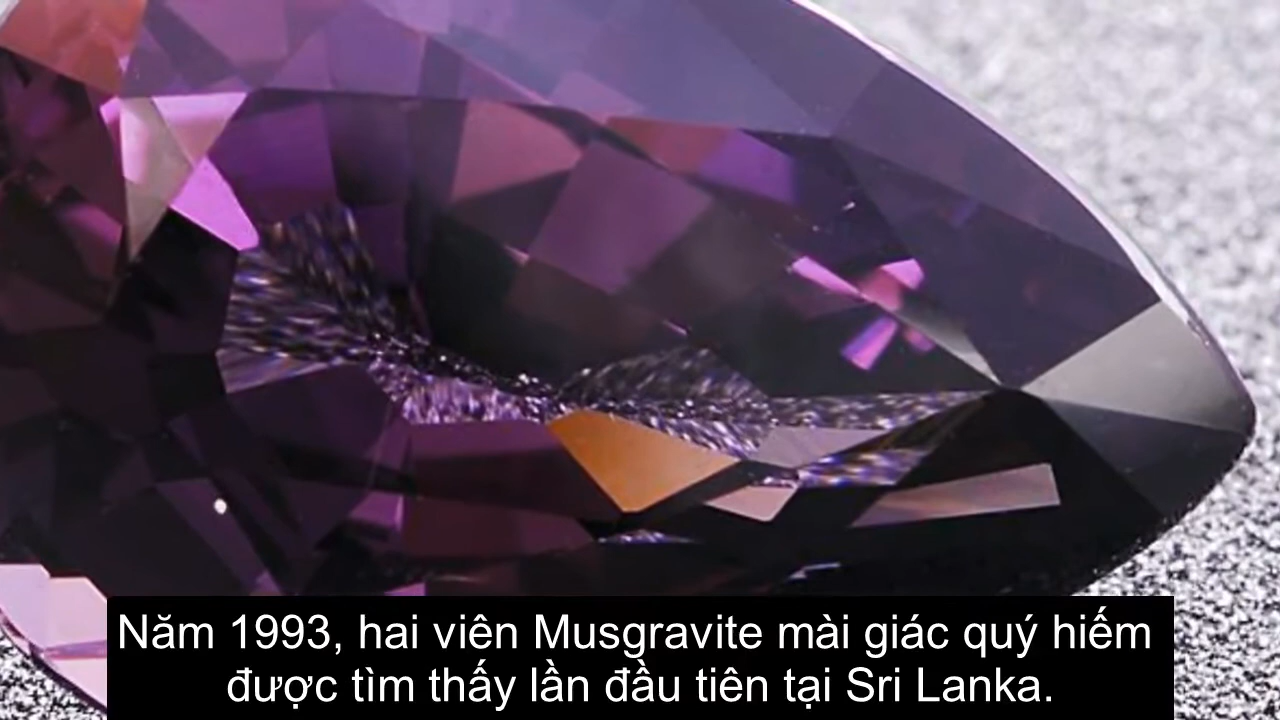 Năm 1993, hai viên Musgravite mài giác quý hiếm
được tìm thấy lần đầu tiên tại Sri Lanka.